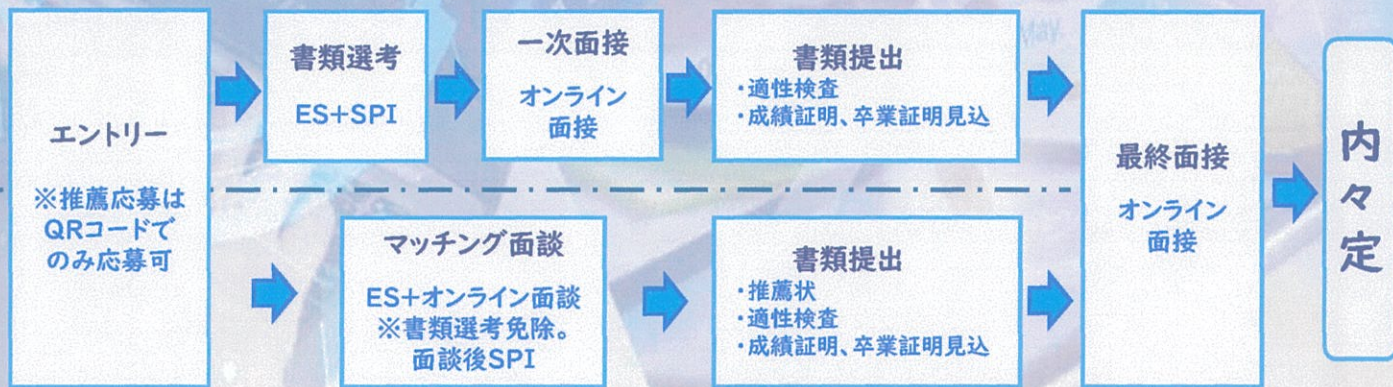 エントリー
※推薦応募は
QRコードで
のみ応募可
書類選考
ES+SPI
一次面接
オンライン
面接
書類提出
・適性検査
・成績証明、卒業証明見込
マッチング面談
ES+オンライン面談
※書類選考免除。
面談後SPI
書類提出
・推薦状
・適性検査
・成績証明、卒業証明見込
最終面接
オンライン
面接
内々定
May